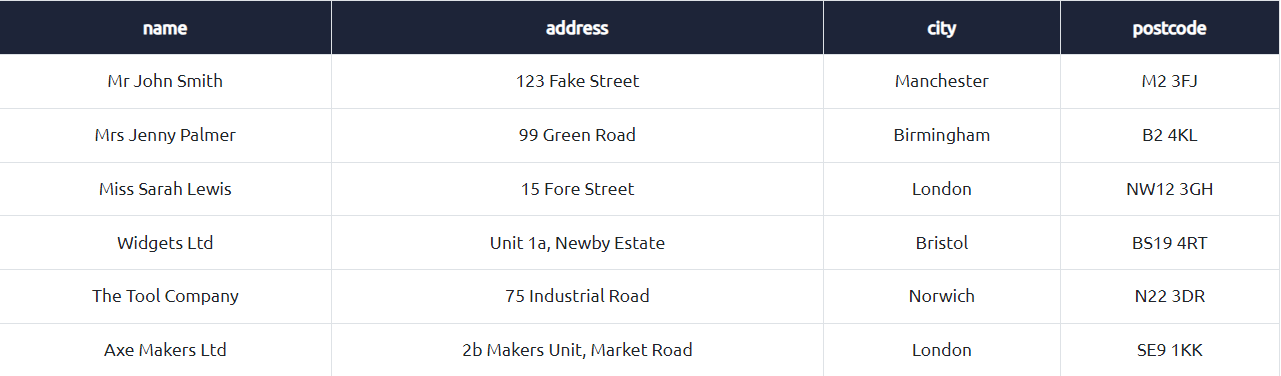 name address city postcode
Mr John Smith 123 Fake Street Manchester M2 3FJ
Mrs Jenny Palmer 99 Green Road Birmingham B2 4KL
Miss Sarah Lewis 15 Fore Street London NW12 3GH
Widgets Ltd Unit 1a, Newby Estate Bristol BS19 4RT
The Tool Company 75 Industrial Road Norwich N22 3DR
Axe Makers Ltd 2b Makers Unit, Market Road London SE9 1KK